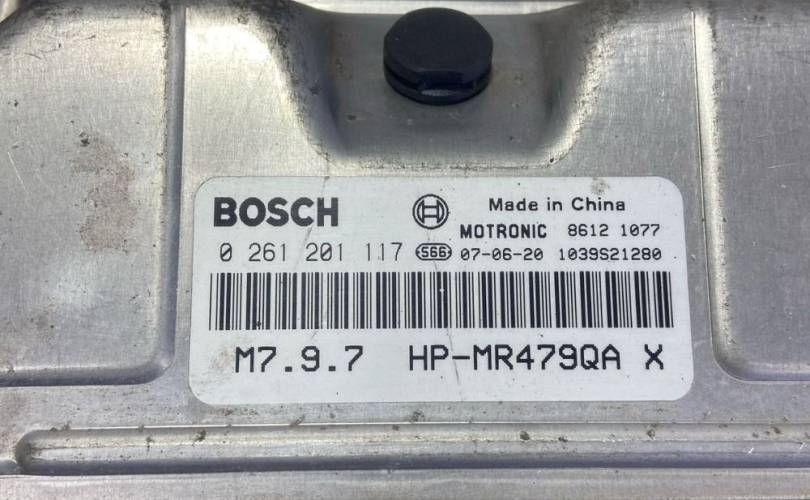 BOSCH
Made in China
MOTRONIC 8612 1077
0 261 201 117 S66 07-06-20 1039S21280
M7.9.7 HP-MR479QA X